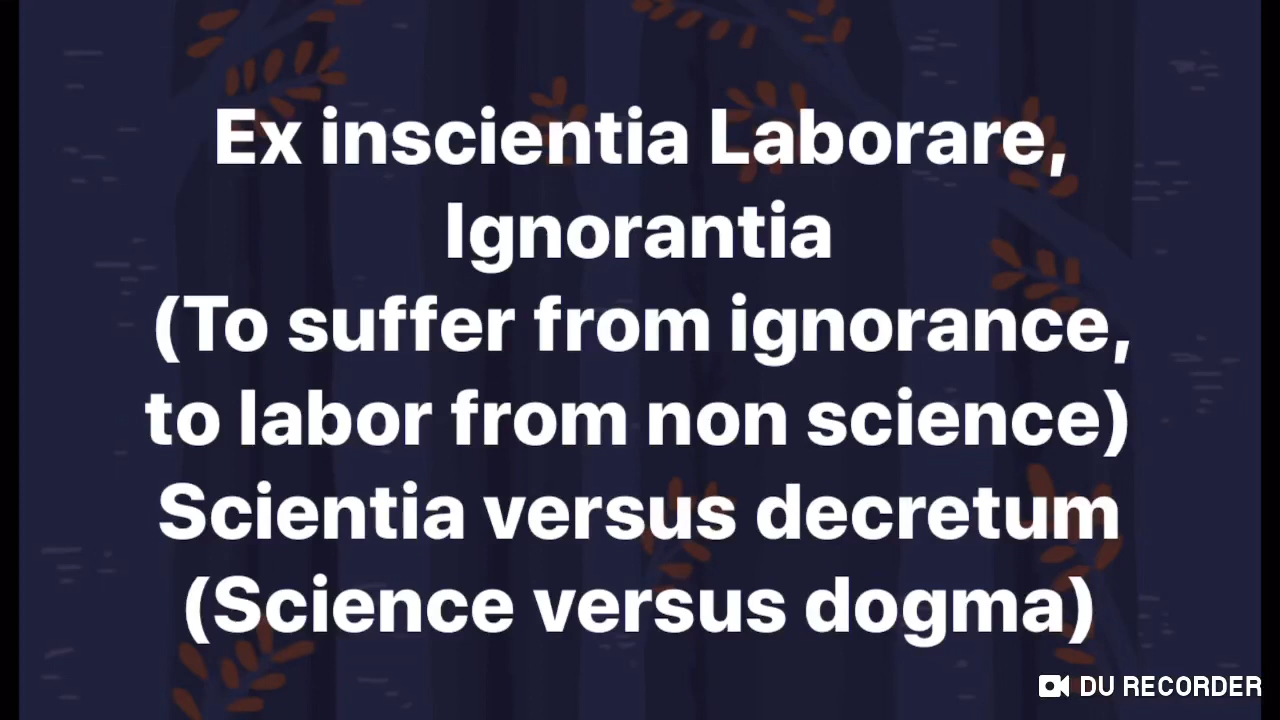 Ex inscientia Laborare,
Ignorantia
(To suffer from ignorance,
to labor from non science)
Scientia versus decretum
(Science versus dogma)
DU RECORDER